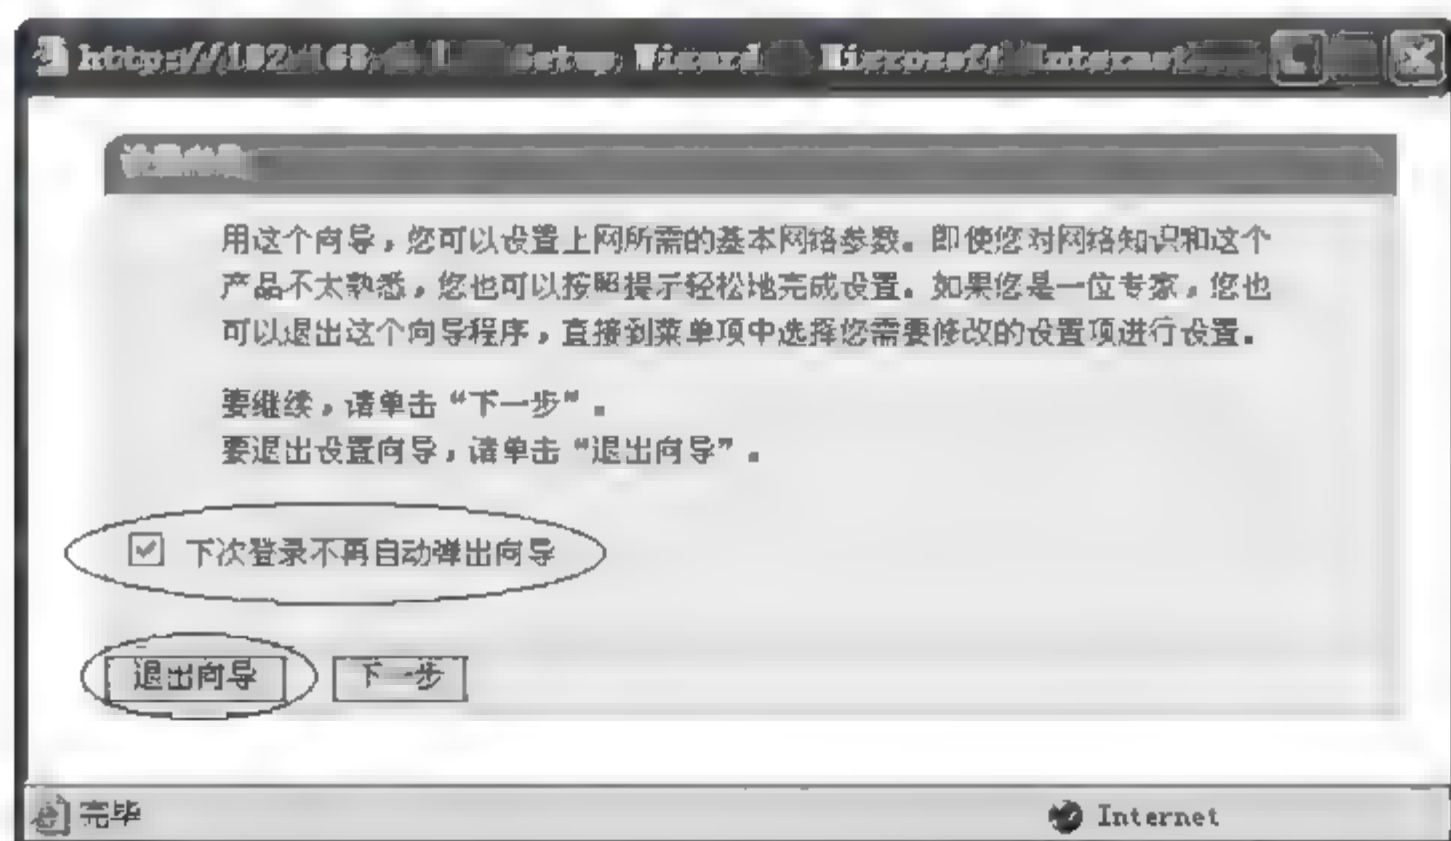 Setup Wizard Microsoft Internet
用这个向导，您可以设置上网所需的基本网络参数。即使您对网络知识和这个
产品不太熟悉，您也可以按照提示轻松地完成设置。如果您是一位专家，您也
可以退出这个向导程序，直接到菜单项中选择您需要修改的设置项进行设置。
要继续，请单击“下一步”。
要退出设置向导，请单击“退出向导”。
下次登录不再自动弹出向导
退出向导 下一步
完毕 Internet